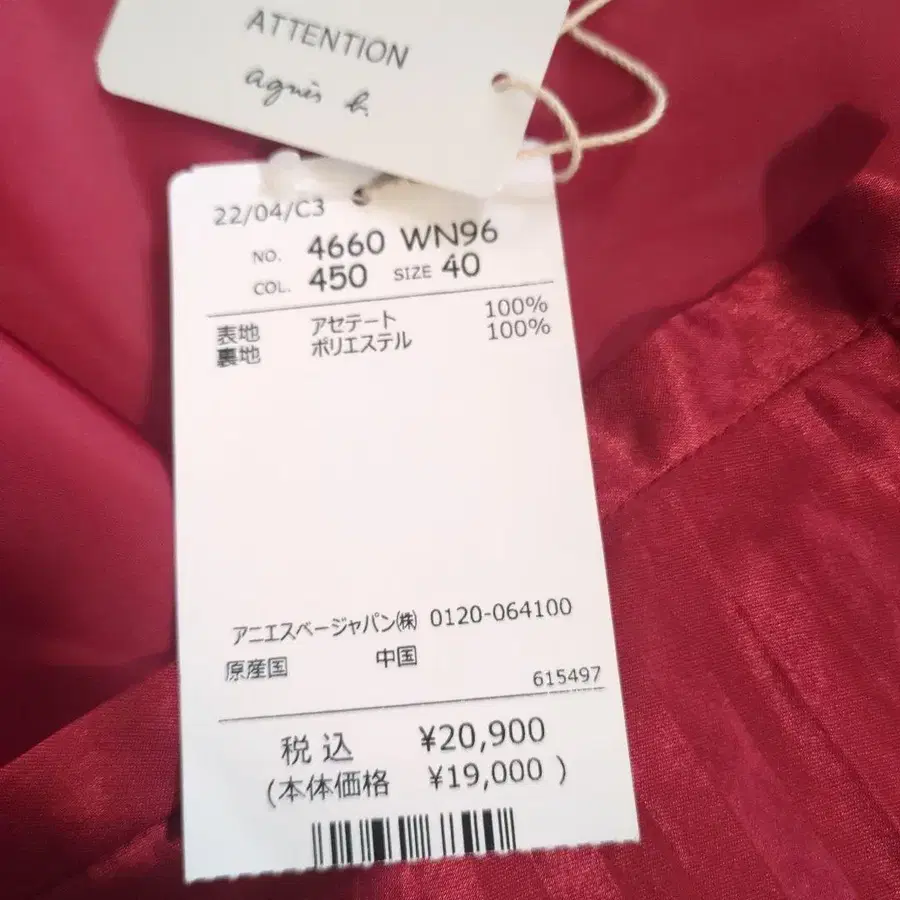 ATTENTION
agnès b.
22/04/C3
NO. 4660 WN96
COL. 450 SIZE 40
表地 アセテート 100%
裏地 ポリエステル 100%
アニエスベージャパン㈱ 0120-064100
原産国 中国
615497
税込 ¥20,900
(本体価格 ¥19,000 )